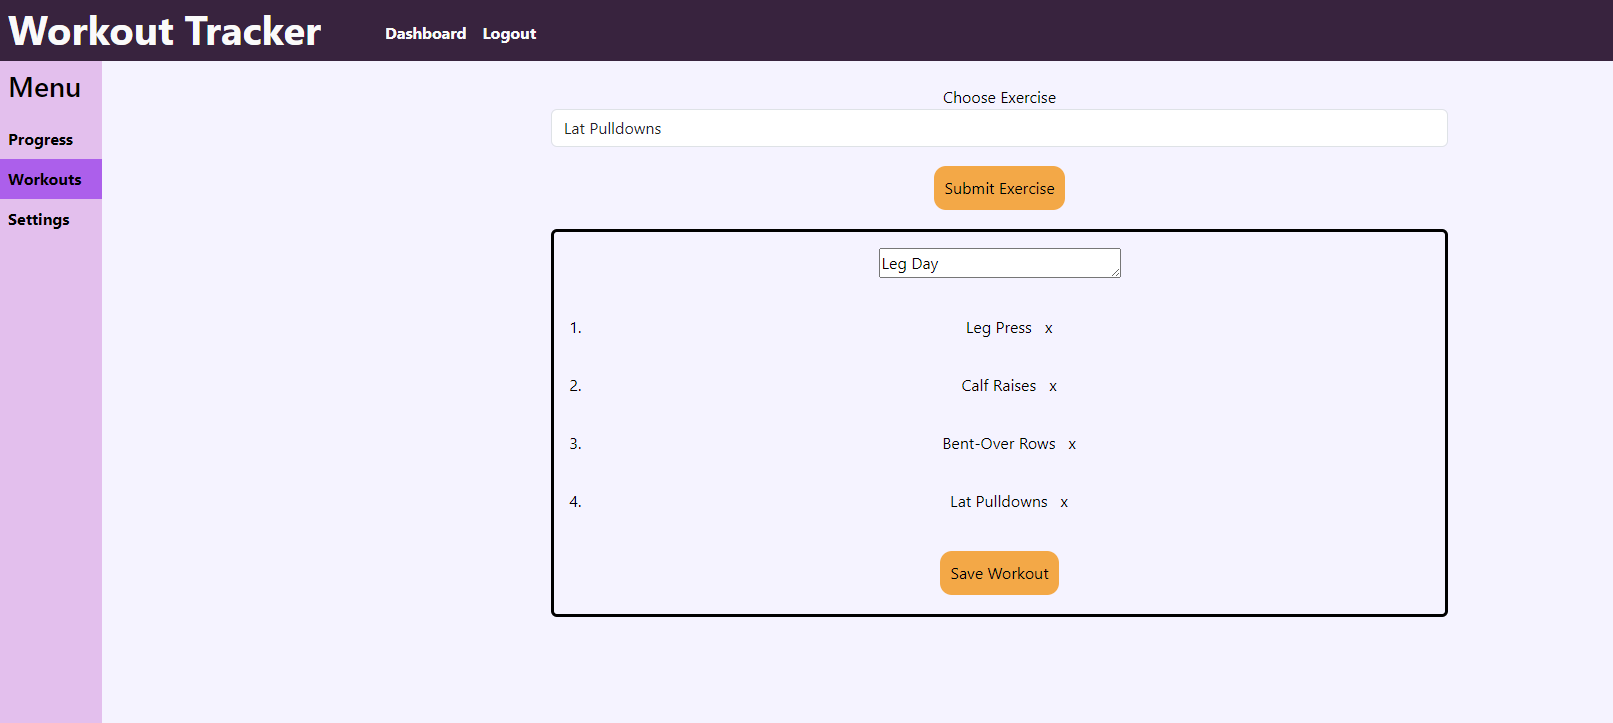 Workout Tracker Dashboard Logout
Menu
Progress
Workouts
Settings
Choose Exercise
Lat Pulldowns
Submit Exercise
Leg Day
1. Leg Press x
2. Calf Raises x
3. Bent-Over Rows x
4. Lat Pulldowns x
Save Workout